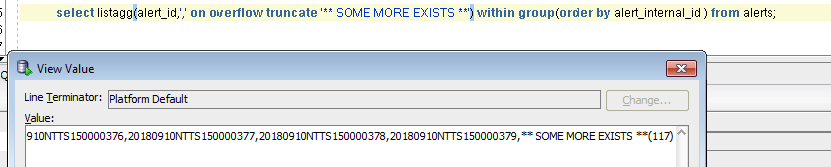 select listagg(alert_id,',' on overflow truncate '** SOME MORE EXISTS **') within group(order by alert_internal_id ) from alerts;
View Value
Line Terminator: Platform Default Change...
Value:
910NTTS150000376,20180910NTTS150000377,20180910NTTS150000378,20180910NTTS150000379,** SOME MORE EXISTS **(117)